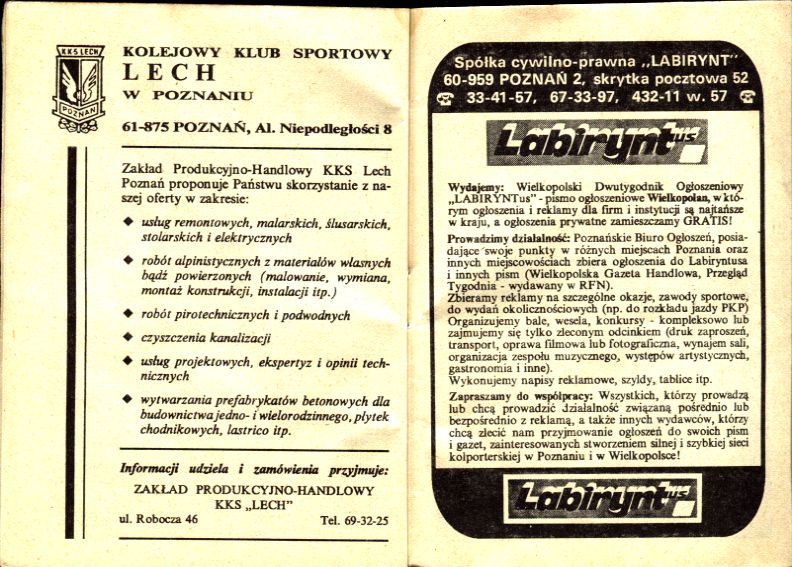 KKS LECH
POZNAŃ
KOLEJOWY KLUB SPORTOWY
LECH
W POZNANIU
61-875 POZNAŃ, Al. Niepodległości 8
Zakład Produkcyjno-Handlowy KKS Lech
Poznań proponuje Państwu skorzystanie z na-
szej oferty w zakresie:
◆ usług remontowych, malarskich, ślusarskich,
stolarskich i elektrycznych
◆ robót alpinistycznych z materiałów własnych
bądź powierzonych (malowanie, wymiana,
montaż konstrukcji, instalacji itp.)
◆ robót pirotechnicznych i podwodnych
◆ czyszczenia kanalizacji
◆ usług projektowych, ekspertyz i opinii tech-
nicznych
◆ wytwarzania prefabrykatów betonowych dla
budownictwa jedno- i wielorodzinnego, płytek
chodnikowych, lastrico itp.
Informacji udziela i zamówienia przyjmuje:
ZAKŁAD PRODUKCYJNO-HANDLOWY
KKS „LECH"
ul. Robocza 46 Tel. 69-32-25
Spółka cywilno-prawna „LABIRYNT"
60-959 POZNAŃ 2, skrytka pocztowa 52
☎ 33-41-57, 67-33-97, 432-11 w. 57 ☎
Labiryntus
Wydajemy: Wielkopolski Dwutygodnik Ogłoszeniowy
„LABIRYNTus" - pismo ogłoszeniowe Wielkopolan, w któ-
rym ogłoszenia i reklamy dla firm i instytucji są najtańsze
w kraju, a ogłoszenia prywatne zamieszczamy GRATIS!
Prowadzimy działalność: Poznańskie Biuro Ogłoszeń, posia-
dające swoje punkty w różnych miejscach Poznania oraz
innych miejscowościach zbiera ogłoszenia do Labiryntusa
i innych pism (Wielkopolska Gazeta Handlowa, Przegląd
Tygodnia - wydawany w RFN).
Zbieramy reklamy na szczególne okazje, zawody sportowe,
do wydań okolicznościowych (np. do rozkładu jazdy PKP)
Organizujemy bale, wesela, konkursy - kompleksowo lub
zajmujemy się tylko zleconym odcinkiem (druk zaproszeń,
transport, oprawa filmowa lub fotograficzna, wynajem sali,
organizacja zespołu muzycznego, występów artystycznych,
gastronomia i inne).
Wykonujemy napisy reklamowe, szyldy, tablice itp.
Zapraszamy do współpracy: Wszystkich, którzy prowadzą
lub chcą prowadzić działalność związaną pośrednio lub
bezpośrednio z reklamą, a także innych wydawców, którzy
chcą zlecić nam przyjmowanie ogłoszeń do swoich pism
i gazet, zainteresowanych stworzeniem silnej i szybkiej sieci
kolporterskiej w Poznaniu i w Wielkopolsce!
Labiryntus